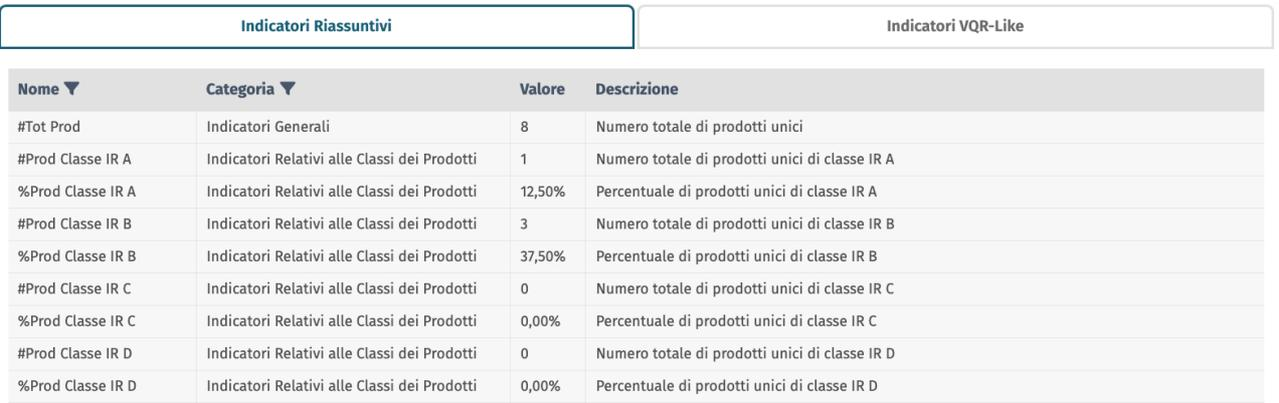 Indicatori Riassuntivi Indicatori VQR-Like
Nome Categoria Valore Descrizione
#Tot Prod Indicatori Generali 8 Numero totale di prodotti unici
#Prod Classe IR A Indicatori Relativi alle Classi dei Prodotti 1 Numero totale di prodotti unici di classe IR A
%Prod Classe IR A Indicatori Relativi alle Classi dei Prodotti 12,50% Percentuale di prodotti unici di classe IR A
#Prod Classe IR B Indicatori Relativi alle Classi dei Prodotti 3 Numero totale di prodotti unici di classe IR B
%Prod Classe IR B Indicatori Relativi alle Classi dei Prodotti 37,50% Percentuale di prodotti unici di classe IR B
#Prod Classe IR C Indicatori Relativi alle Classi dei Prodotti 0 Numero totale di prodotti unici di classe IR C
%Prod Classe IR C Indicatori Relativi alle Classi dei Prodotti 0,00% Percentuale di prodotti unici di classe IR C
#Prod Classe IR D Indicatori Relativi alle Classi dei Prodotti 0 Numero totale di prodotti unici di classe IR D
%Prod Classe IR D Indicatori Relativi alle Classi dei Prodotti 0,00% Percentuale di prodotti unici di classe IR D